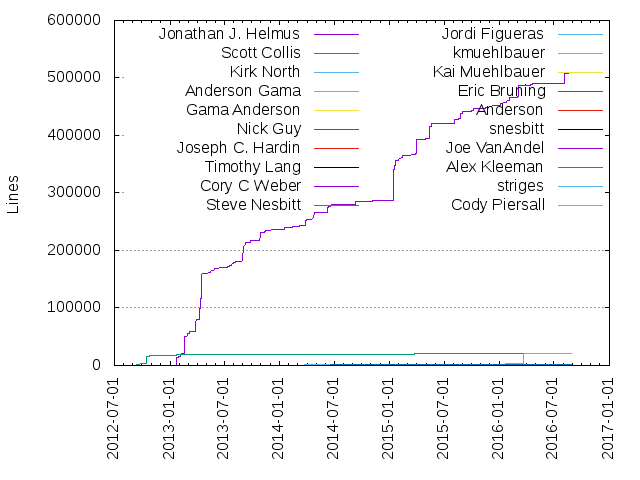 Lines
600000
500000
400000
300000
200000
100000
0
Jonathan J. Helmus
Scott Collis
Kirk North
Anderson Gama
Gama Anderson
Nick Guy
Joseph C. Hardin
Timothy Lang
Cory C Weber
Steve Nesbitt
Jordi Figueras
kmuehlbauer
Kai Muehlbauer
Eric Bruning
Anderson
snesbitt
Joe VanAndel
Alex Kleeman
striges
Cody Piersall
2012-07-01
2013-01-01
2013-07-01
2014-01-01
2014-07-01
2015-01-01
2015-07-01
2016-01-01
2016-07-01
2017-01-01